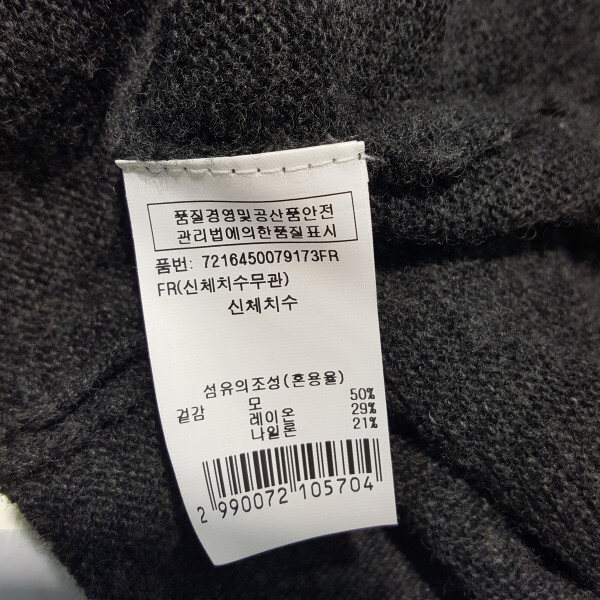 품질경영및공산품안전
관리법에의한품질표시
품번: 7216450079173FR
FR(신체치수무관)
신체치수
섬유의조성(혼용율)
겉감 모 50%
레이온 29%
나일론 21%
2 990072 105704